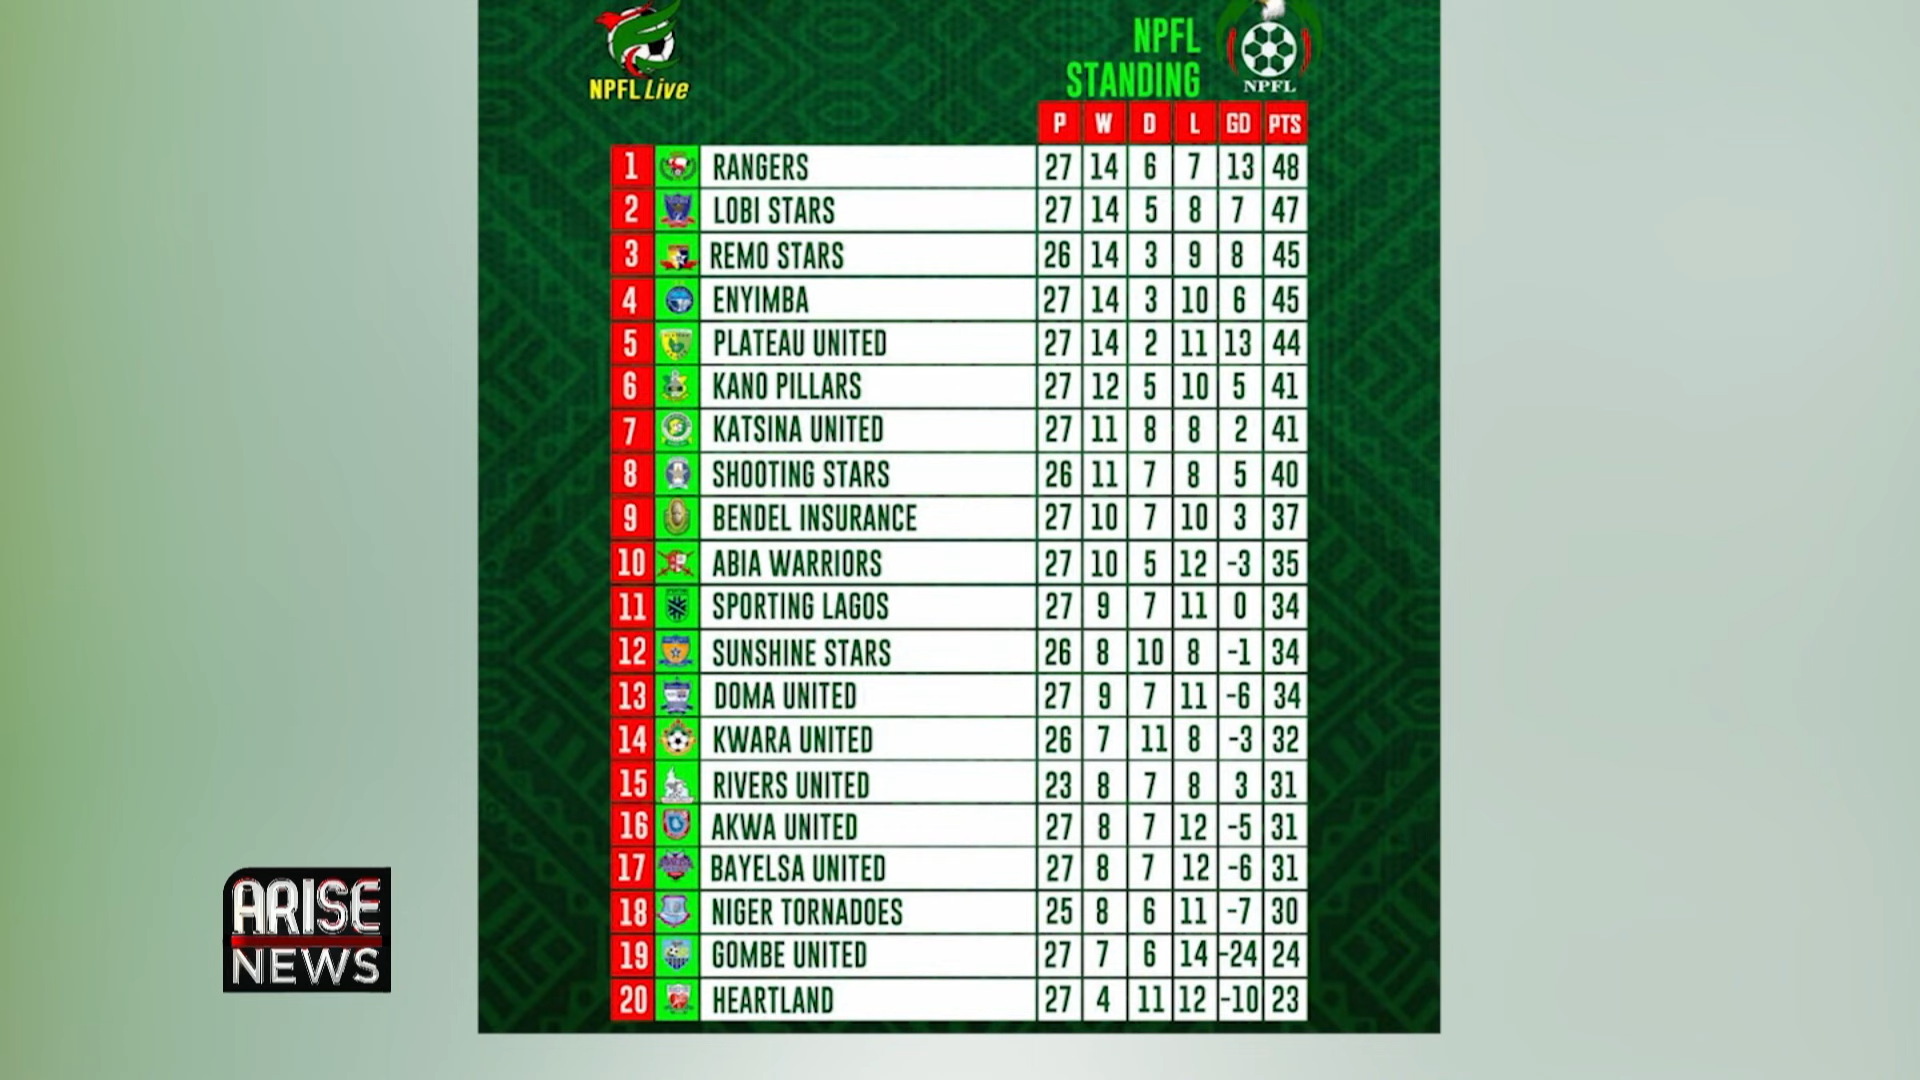 NPFL Live
NPFL
STANDING
NPFL
P W D L GD PTS
1 RANGERS 27 14 6 7 13 48
2 LOBI STARS 27 14 5 8 7 47
3 REMO STARS 26 14 3 9 8 45
4 ENYIMBA 27 14 3 10 6 45
5 PLATEAU UNITED 27 14 2 11 13 44
6 KANO PILLARS 27 12 5 10 5 41
7 KATSINA UNITED 27 11 8 8 2 41
8 SHOOTING STARS 26 11 7 8 5 40
9 BENDEL INSURANCE 27 10 7 10 3 37
10 ABIA WARRIORS 27 10 5 12 -3 35
11 SPORTING LAGOS 27 9 7 11 0 34
12 SUNSHINE STARS 26 8 10 8 -1 34
13 DOMA UNITED 27 9 7 11 -6 34
14 KWARA UNITED 26 7 11 8 -3 32
15 RIVERS UNITED 23 8 7 8 3 31
16 AKWA UNITED 27 8 7 12 -5 31
17 BAYELSA UNITED 27 8 7 12 -6 31
18 NIGER TORNADOES 25 8 6 11 -7 30
19 GOMBE UNITED 27 7 6 14 -24 24
20 HEARTLAND 27 4 11 12 -10 23
ARISE
NEWS